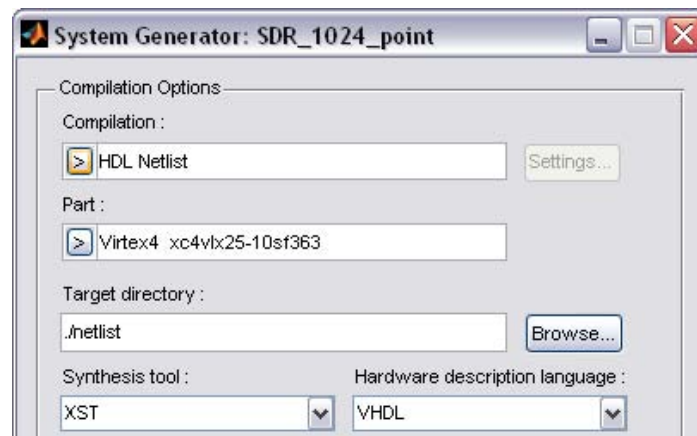 System Generator: SDR_1024_point
Compilation Options
Compilation :
> HDL Netlist
Settings...
Part :
> Virtex4 xc4vlx25-10sf363
Target directory :
./netlist
Browse...
Synthesis tool :
Hardware description language :
XST
VHDL